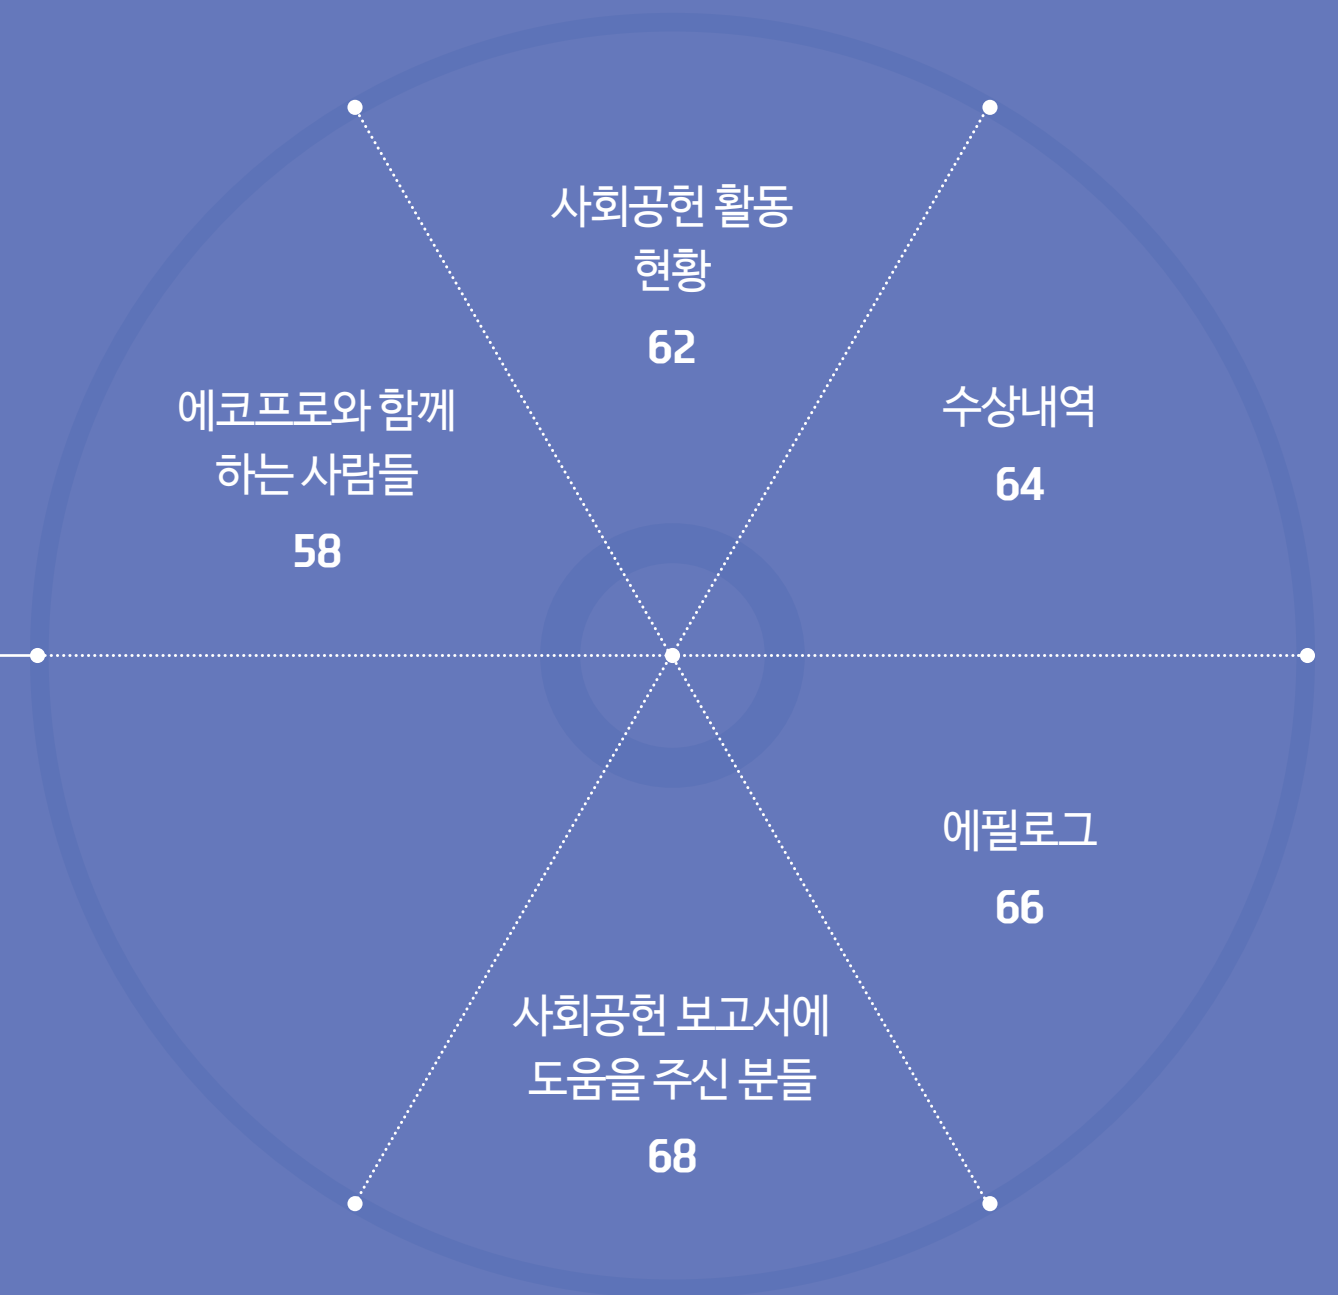 에코프로와 함께
하는 사람들
58
사회공헌 활동
현황
62
수상내역
64
에필로그
66
사회공헌 보고서에
도움을 주신 분들
68